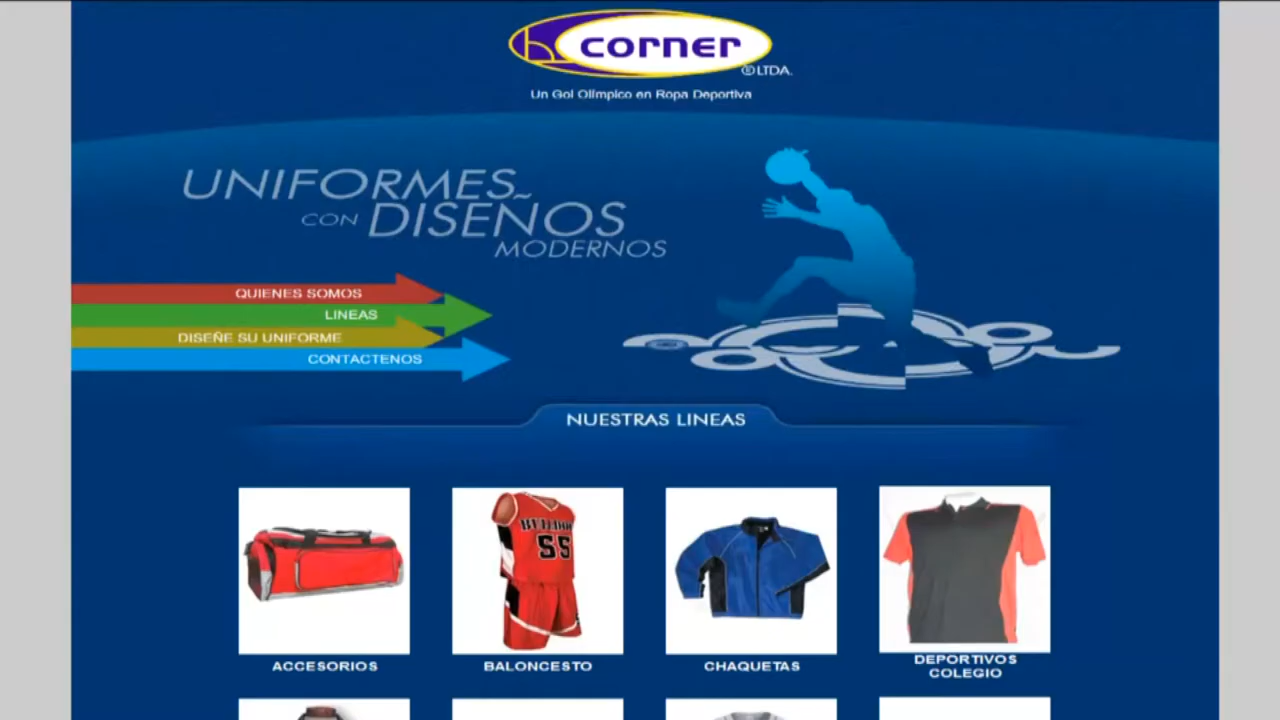 corner
® LTDA.
Un Gol Olímpico en Ropa Deportiva
UNIFORMES
CON DISEÑOS
MODERNOS
QUIENES SOMOS
LINEAS
DISEÑE SU UNIFORME
CONTACTENOS
NUESTRAS LINEAS
55
ACCESORIOS
BALONCESTO
CHAQUETAS
DEPORTIVOS
COLEGIO